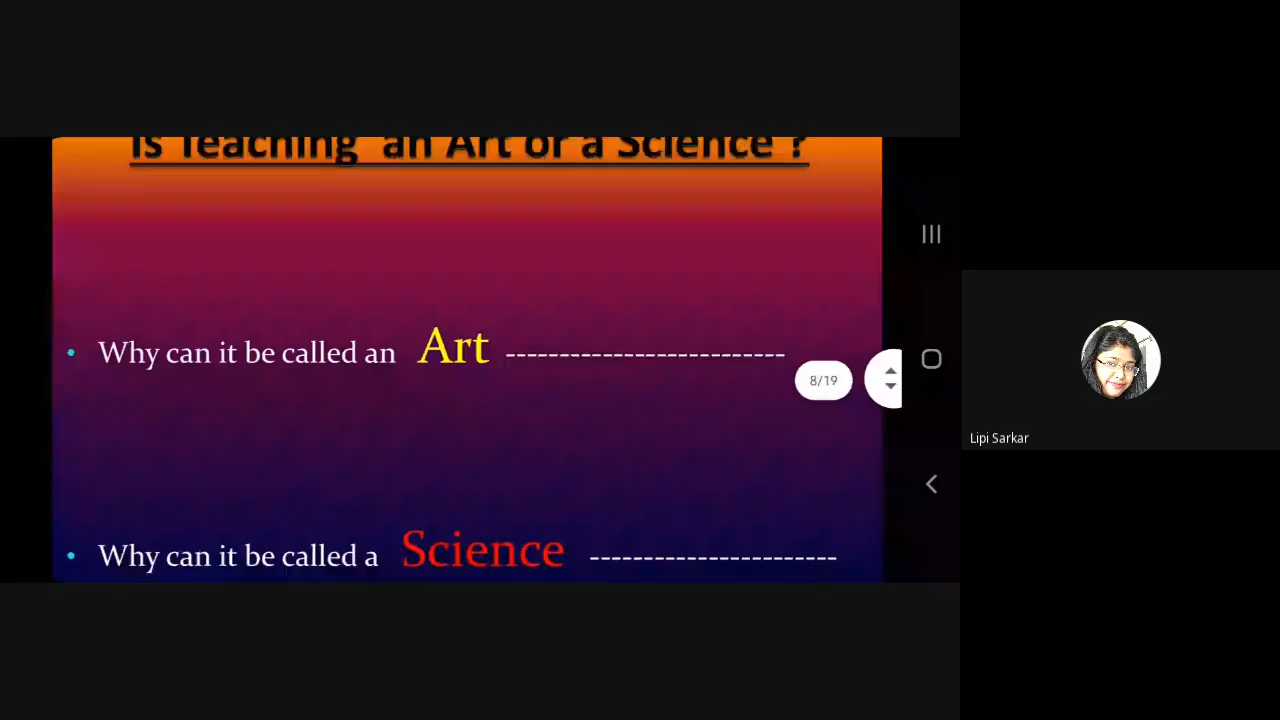 Is Teaching an Art or a Science ?
• Why can it be called an Art --------------------------
8/19
• Why can it be called a Science -----------------------
Lipi Sarkar